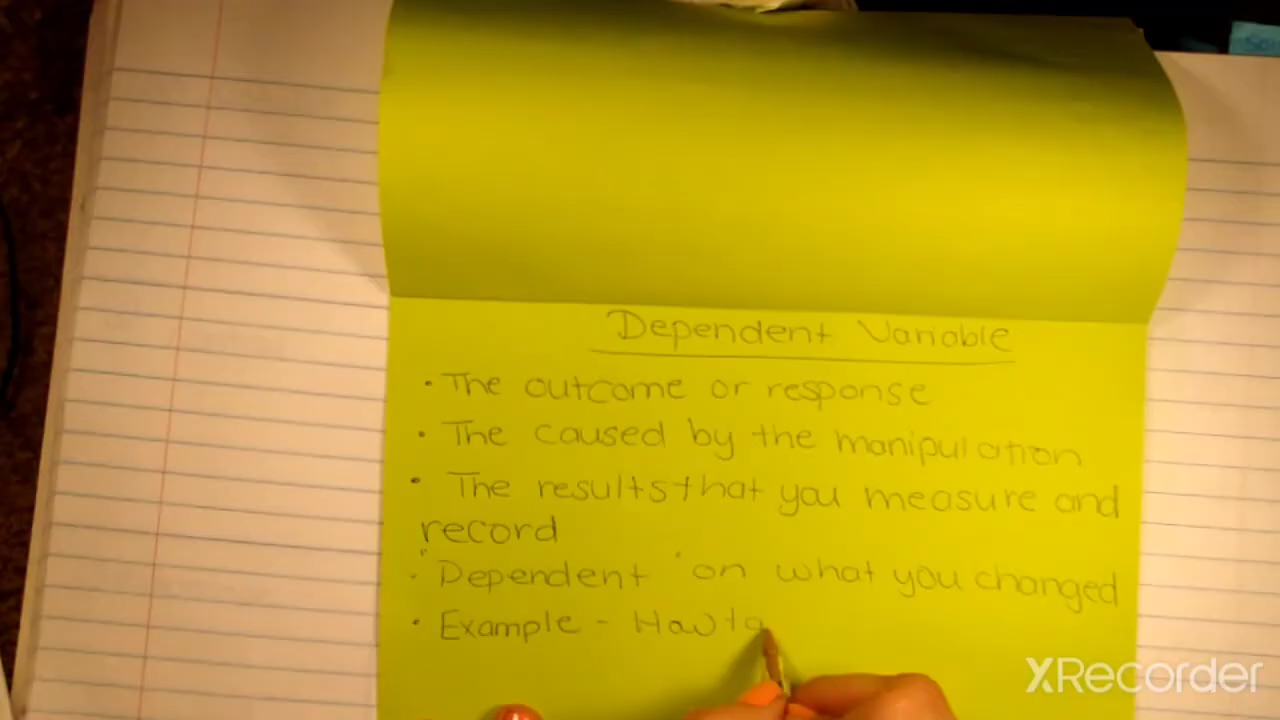 Dependent Variable
• The outcome or response
• The caused by the manipulation
• The results that you measure and
record
• "Dependent" on what you changed
• Example - How ta
XRecorder